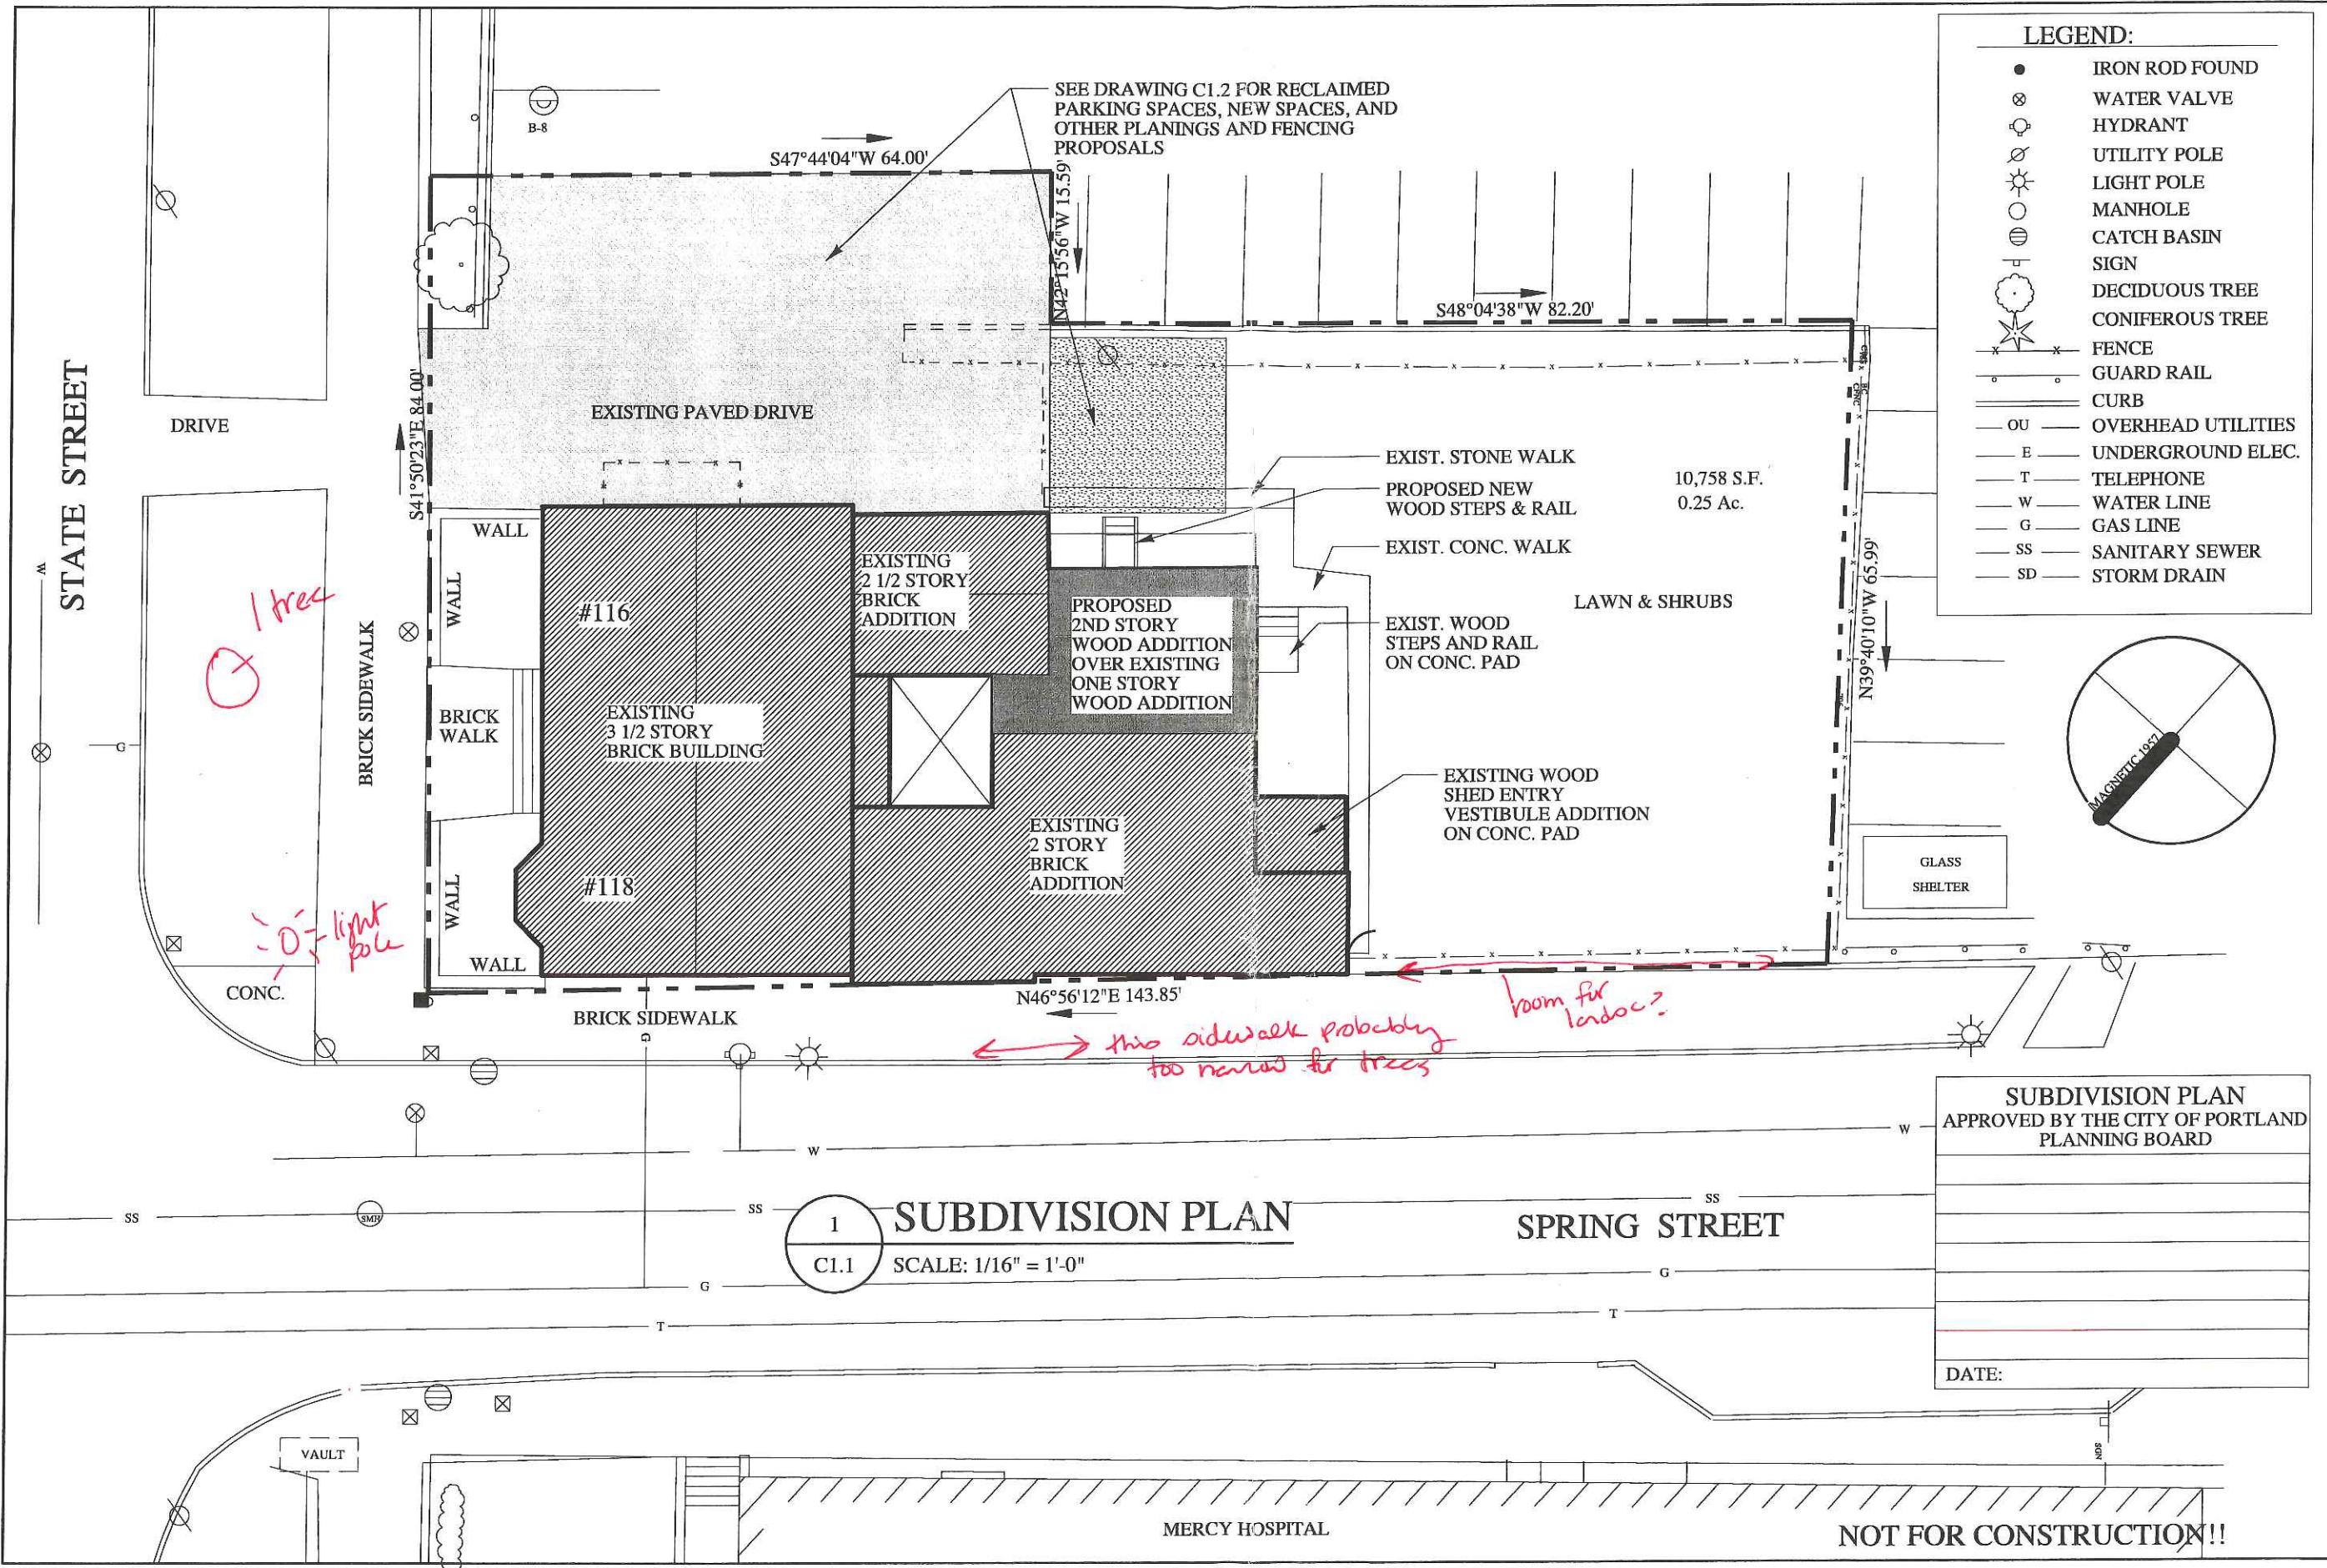 LEGEND:
IRON ROD FOUND
WATER VALVE
HYDRANT
UTILITY POLE
LIGHT POLE
MANHOLE
CATCH BASIN
SIGN
DECIDUOUS TREE
CONIFEROUS TREE
x x FENCE
GUARD RAIL
CURB
OU OVERHEAD UTILITIES
E UNDERGROUND ELEC.
T TELEPHONE
W WATER LINE
G GAS LINE
SS SANITARY SEWER
SD STORM DRAIN
SEE DRAWING C1.2 FOR RECLAIMED
PARKING SPACES, NEW SPACES, AND
OTHER PLANINGS AND FENCING
PROPOSALS
B-8
S47°44'04"W 64.00'
N42°15'56"W 15.59'
S48°04'38"W 82.20'
STATE STREET
DRIVE
S41°50'23"E 84.00'
EXISTING PAVED DRIVE
EXIST. STONE WALK
PROPOSED NEW
WOOD STEPS & RAIL
10,758 S.F.
0.25 Ac.
EXIST. CONC. WALK
LAWN & SHRUBS
EXIST. WOOD
STEPS AND RAIL
ON CONC. PAD
N39°40'10"W 65.99'
WALL
WALL
#116
EXISTING
2 1/2 STORY
BRICK
ADDITION
PROPOSED
2ND STORY
WOOD ADDITION
OVER EXISTING
ONE STORY
WOOD ADDITION
W
1 tree
BRICK SIDEWALK
BRICK
WALK
EXISTING
3 1/2 STORY
BRICK BUILDING
G
MAGNETIC 1957
EXISTING WOOD
SHED ENTRY
VESTIBULE ADDITION
ON CONC. PAD
EXISTING
2 STORY
BRICK
ADDITION
#118
GLASS
SHELTER
WALL
light
pole
WALL
CONC.
N46°56'12"E 143.85'
BRICK SIDEWALK
room for
this sidewalk probably
too narrow for trees
W
W
SS
SMH
SS
SS
1
C1.1
SUBDIVISION PLAN
SCALE: 1/16" = 1'-0"
SPRING STREET
G
G
T
T
SUBDIVISION PLAN
APPROVED BY THE CITY OF PORTLAND
PLANNING BOARD
DATE:
VAULT
SGN
MERCY HOSPITAL
NOT FOR CONSTRUCTION!!